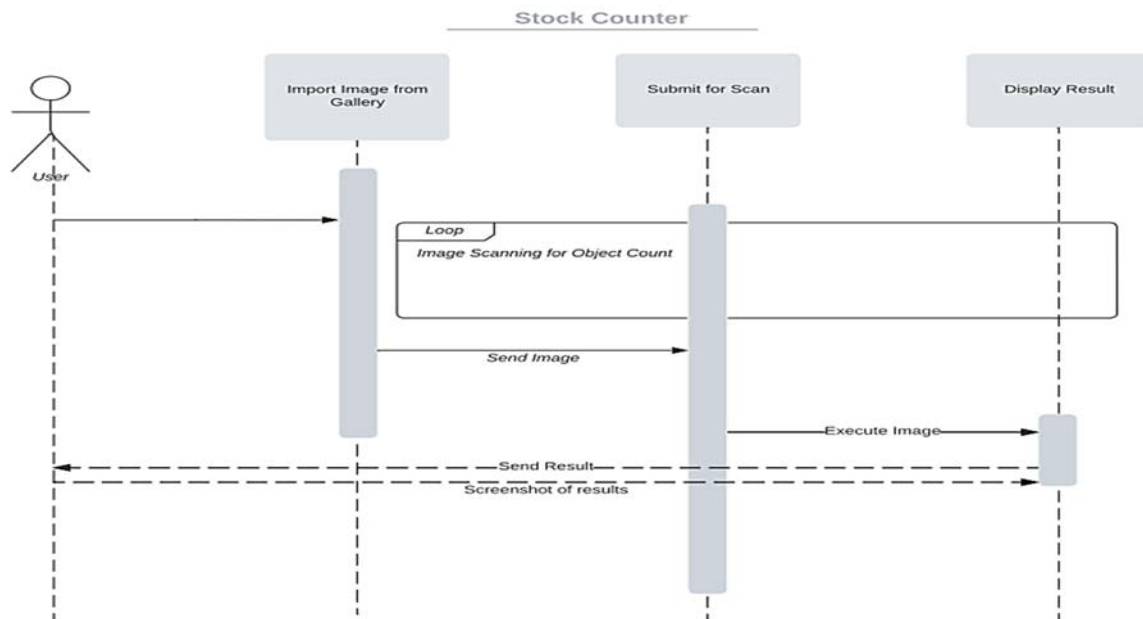 Stock Counter
Import Image from
Gallery
Submit for Scan
Display Result
User
Loop
Image Scanning for Object Count
Send Image
Execute Image
Send Result
Screenshot of results